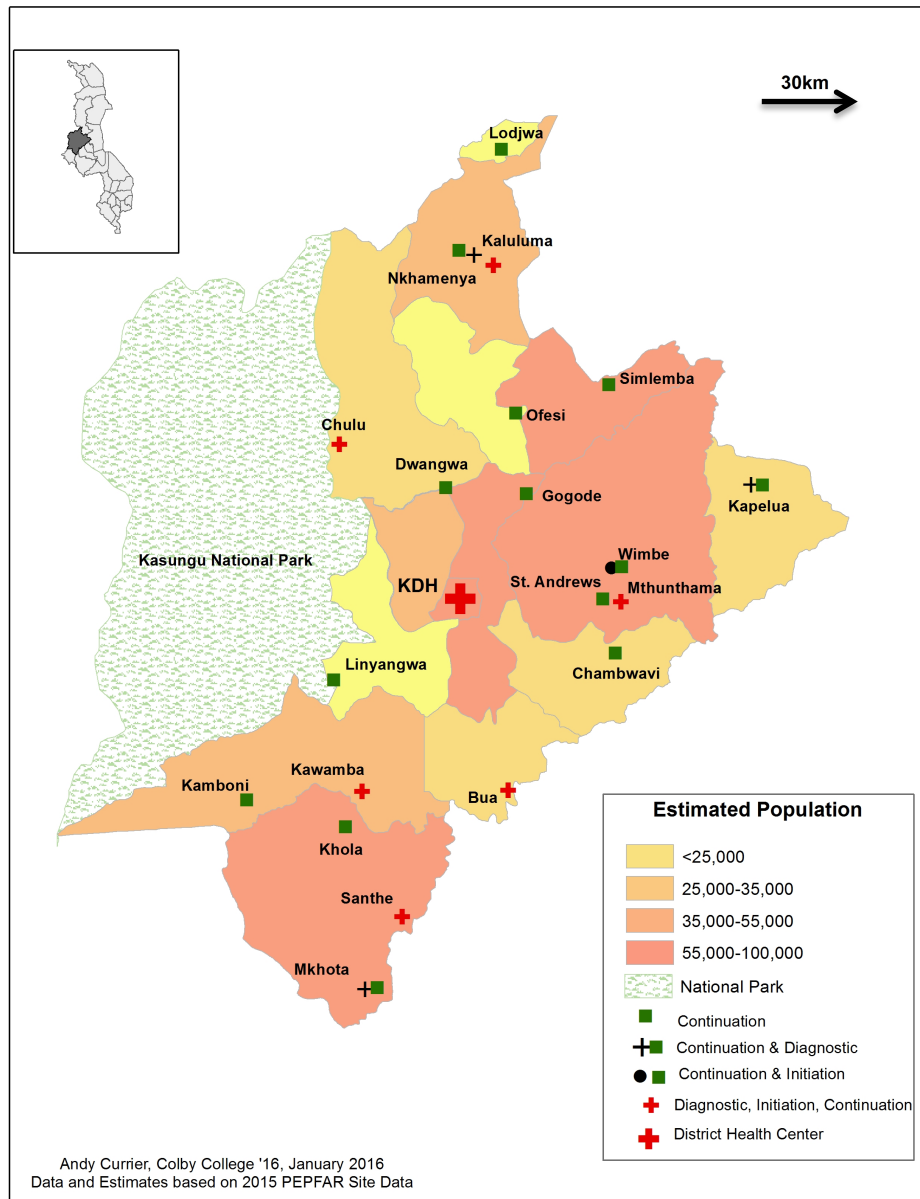 30km
Lodjwa
Kaluluma
Nkhamenya
Simlemba
Ofesi
Chulu
Dwangwa
Gogode
Kapelua
Kasungu National Park
Wimbe
KDH
St. Andrews
Mthunthama
Linyangwa
Chambwavi
Kamboni
Kawamba
Bua
Khola
Santhe
Mkhota
Estimated Population
<25,000
25,000-35,000
35,000-55,000
55,000-100,000
National Park
Continuation
Continuation & Diagnostic
Continuation & Initiation
Diagnostic, Initiation, Continuation
District Health Center
Andy Currier, Colby College '16, January 2016
Data and Estimates based on 2015 PEPFAR Site Data